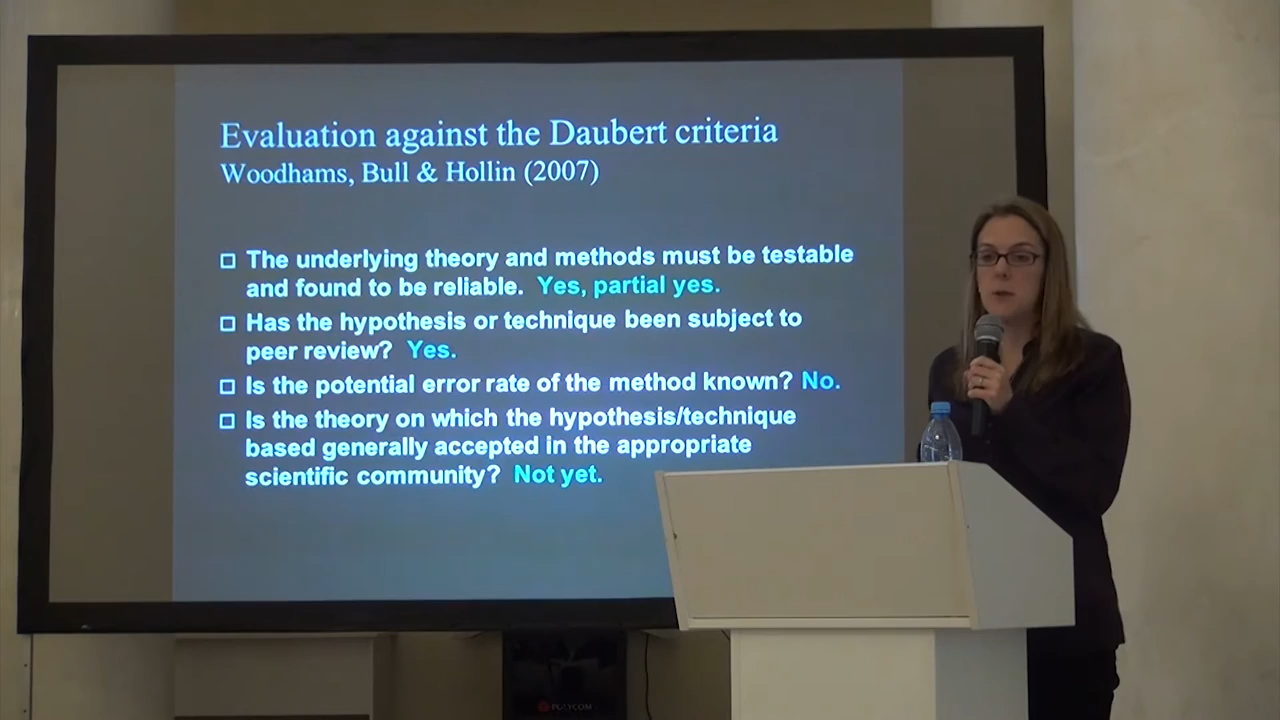 Evaluation against the Daubert criteria
Woodhams, Bull & Hollin (2007)
The underlying theory and methods must be testable
and found to be reliable. Yes, partial yes.
Has the hypothesis or technique been subject to
peer review? Yes.
Is the potential error rate of the method known? No.
Is the theory on which the hypothesis/technique
based generally accepted in the appropriate
scientific community? Not yet.
PLAYCOM